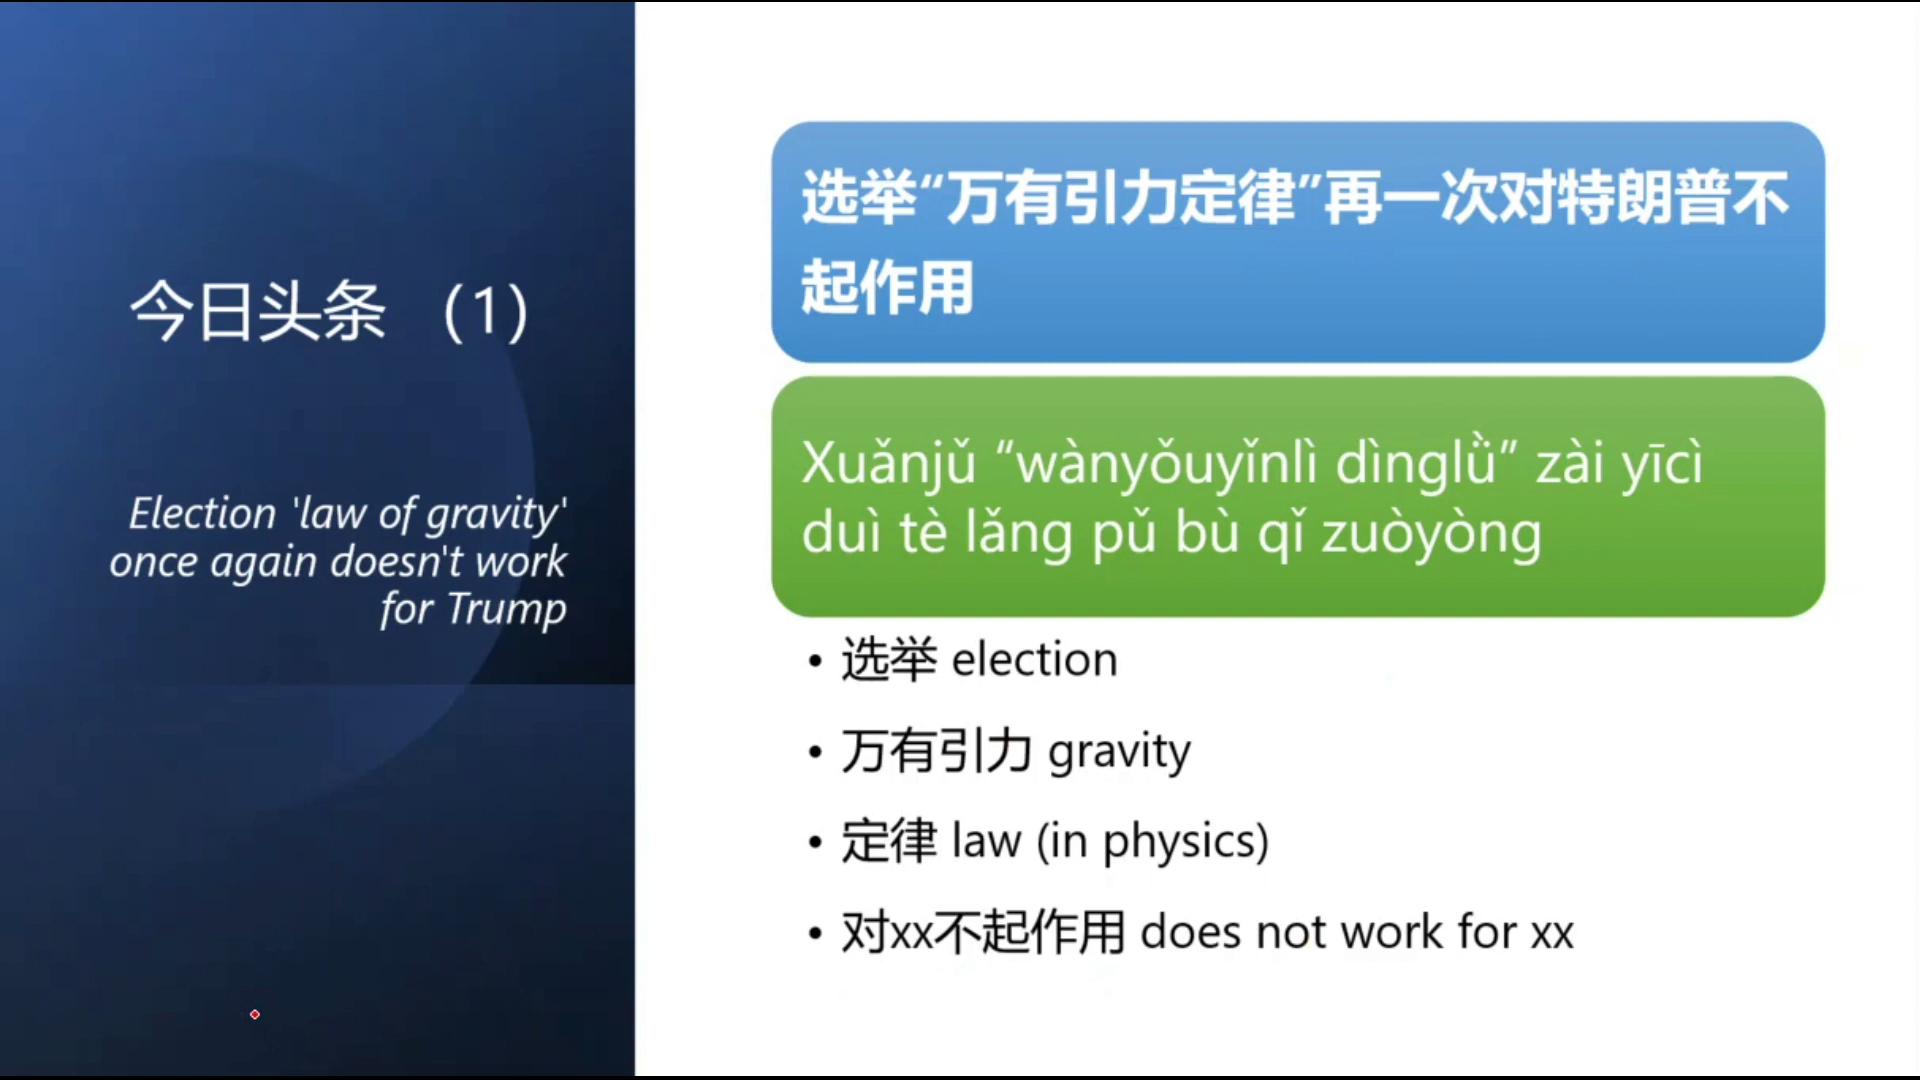 今日头条 （1）
Election 'law of gravity'
once again doesn't work
for Trump
选举“万有引力定律”再一次对特朗普不
起作用
Xuǎnjǔ “wànyǒuyǐnlì dìnglǜ” zài yīcì
duì tè lǎng pǔ bù qǐ zuòyòng
• 选举 election
• 万有引力 gravity
• 定律 law (in physics)
• 对xx不起作用 does not work for xx